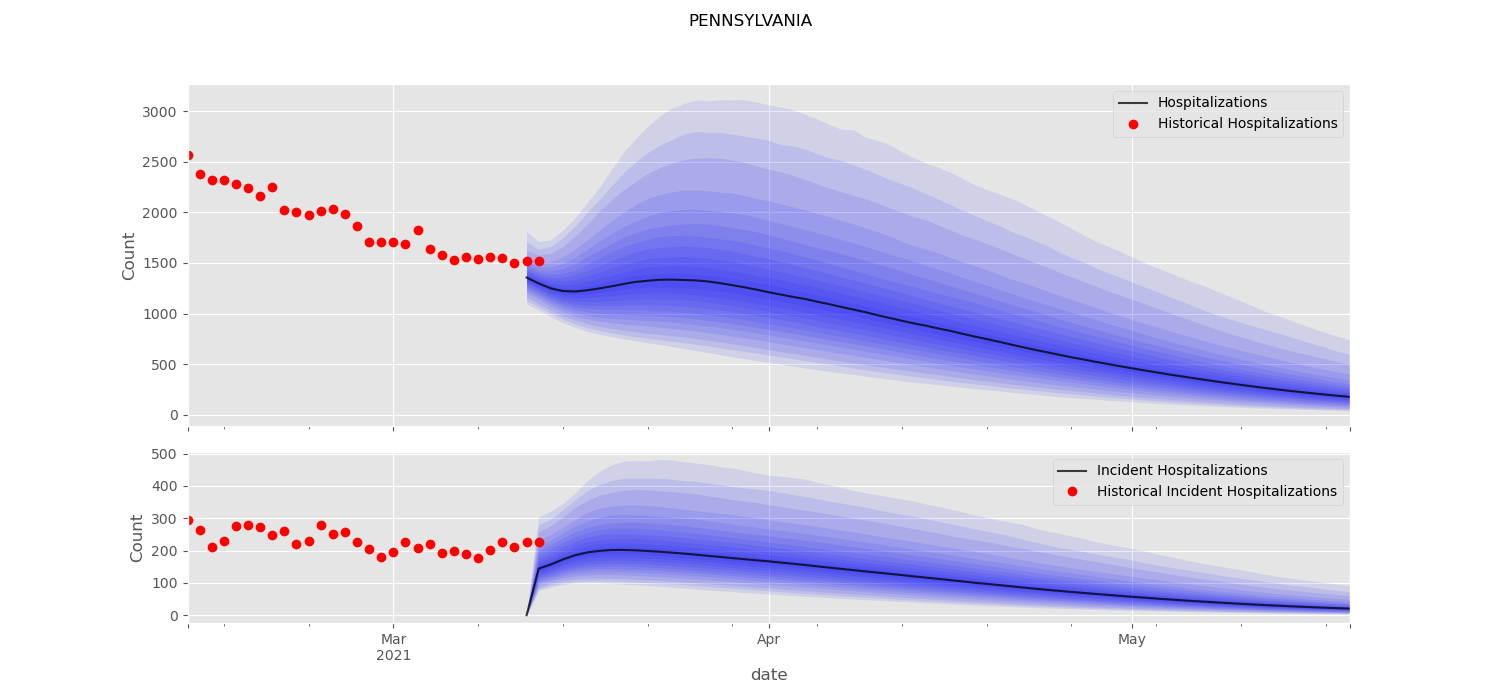 PENNSYLVANIA
Count
3000
2500
2000
1500
1000
500
0
Hospitalizations
Historical Hospitalizations
Count
500
400
300
200
100
0
Incident Hospitalizations
Historical Incident Hospitalizations
Mar
2021
Apr
May
date